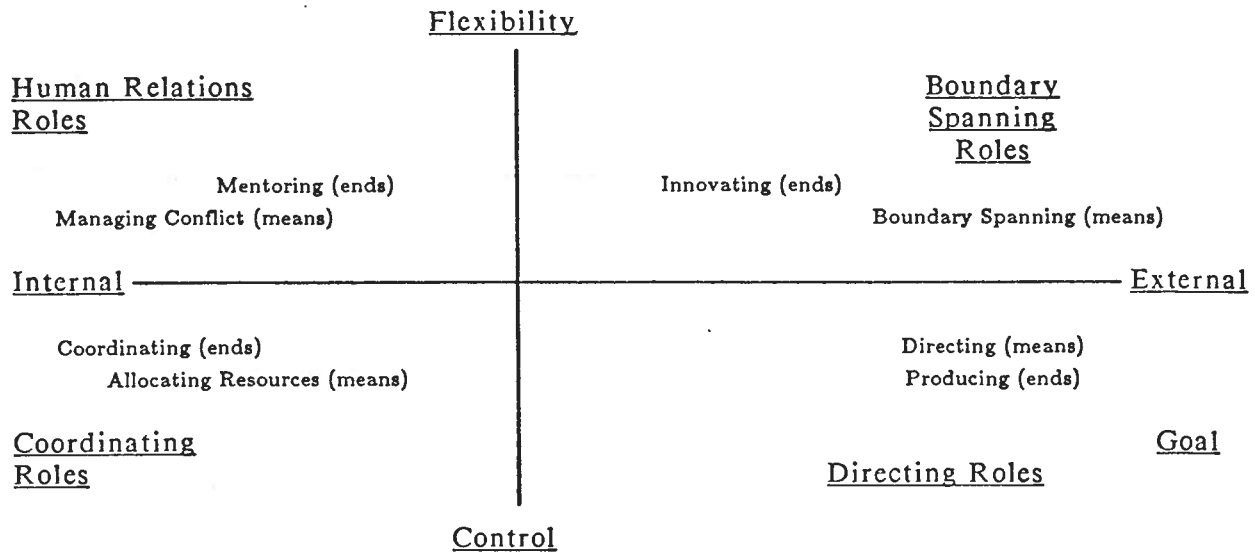 Flexibility
Human Relations
Roles
Boundary
Spanning
Roles
Mentoring (ends)
Managing Conflict (means)
Innovating (ends)
Boundary Spanning (means)
Internal
External
Coordinating (ends)
Allocating Resources (means)
Directing (means)
Producing (ends)
Coordinating
Roles
Goal
Directing Roles
Control